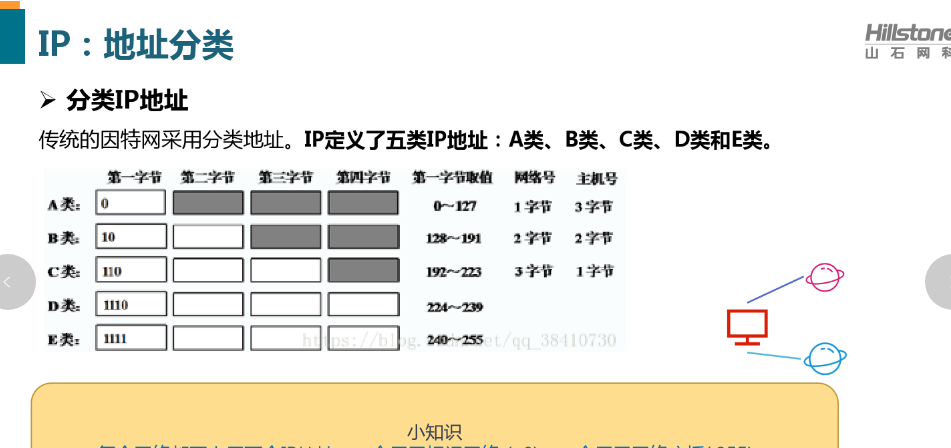 IP：地址分类
Hillstone
山石网科
➢ 分类IP地址
传统的因特网采用分类地址。IP定义了五类IP地址：A类、B类、C类、D类和E类。
第一字节 第二字节 第三字节 第四字节 第一字节取值 网络号 主机号
A类： 0 0～127 1字节 3字节
B类： 10 128～191 2字节 2字节
C类： 110 192～223 3字节 1字节
D类： 1110 224～239
E类： 1111 240～255
qq_38410730
小知识